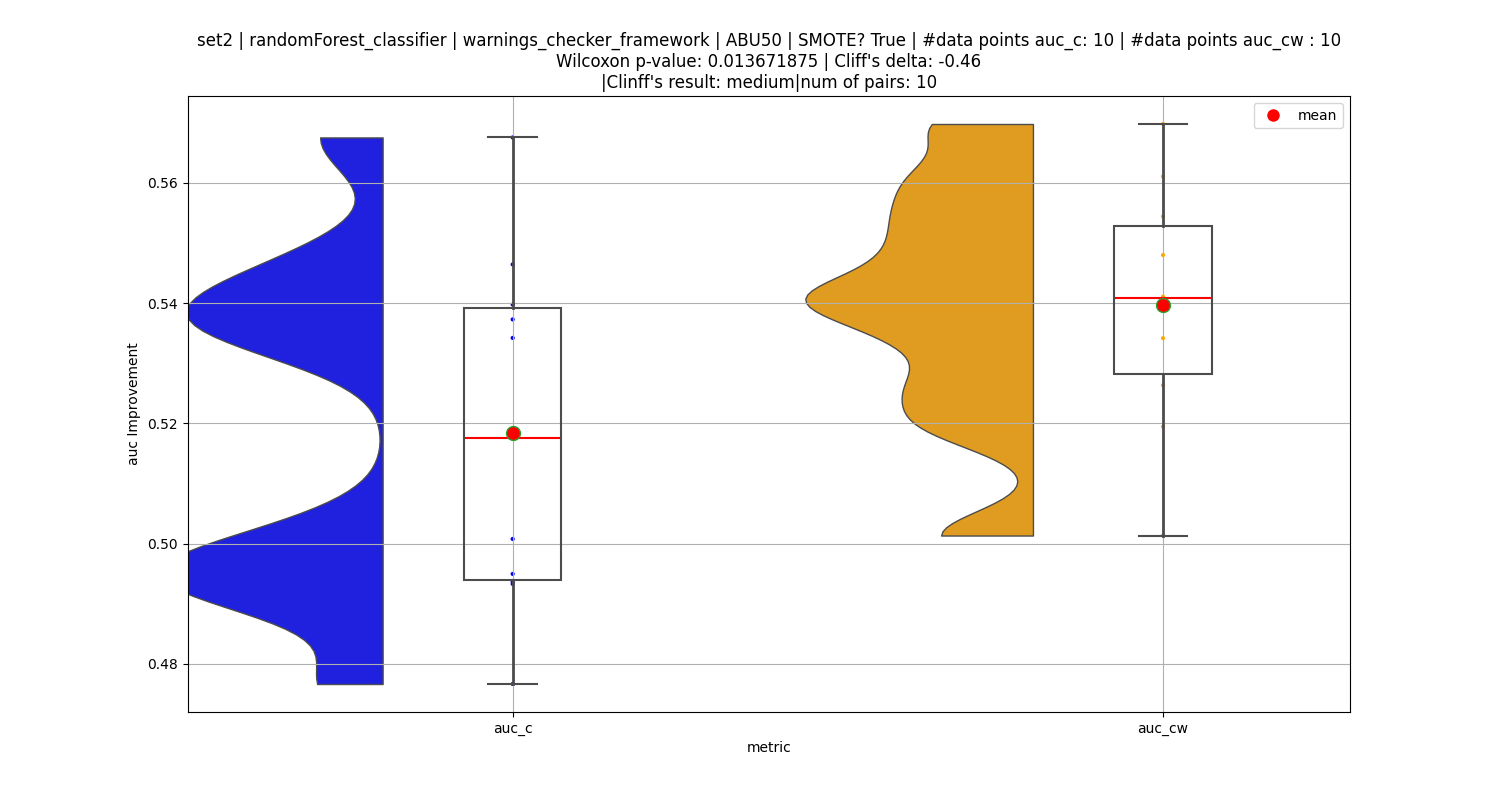 set2 | randomForest_classifier | warnings_checker_framework | ABU50 | SMOTE? True | #data points auc_c: 10 | #data points auc_cw : 10
Wilcoxon p-value: 0.013671875 | Cliff's delta: -0.46
|Clinff's result: medium|num of pairs: 10
mean
0.56
0.54
0.52
0.50
0.48
auc Improvement
auc_c
auc_cw
metric